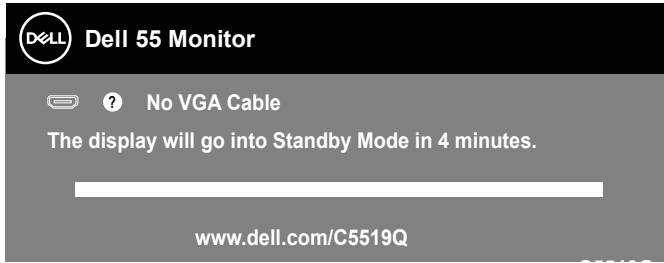 DELL Dell 55 Monitor
? No VGA Cable
The display will go into Standby Mode in 4 minutes.
www.dell.com/C5519Q